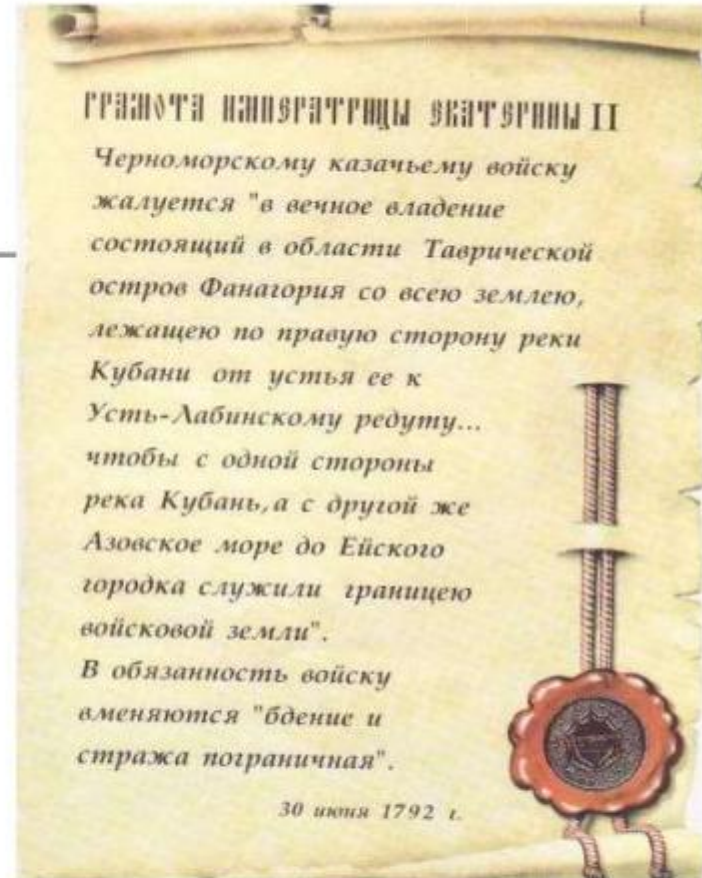 ГРАМОТА ИМПЕРАТРИЦЫ ЕКАТЕРИНЫ II
Черноморскому казачьему войску
жалуется "в вечное владение
состоящий в области Таврической
остров Фанагория со всею землею,
лежащею по правую сторону реки
Кубани от устья ее к
Усть-Лабинскому редуту...
чтобы с одной стороны
река Кубань, а с другой же
Азовское море до Ейского
городка служили границею
войсковой земли".
В обязанность войску
вменяются "бдение и
стража пограничная".
30 июня 1792 г.